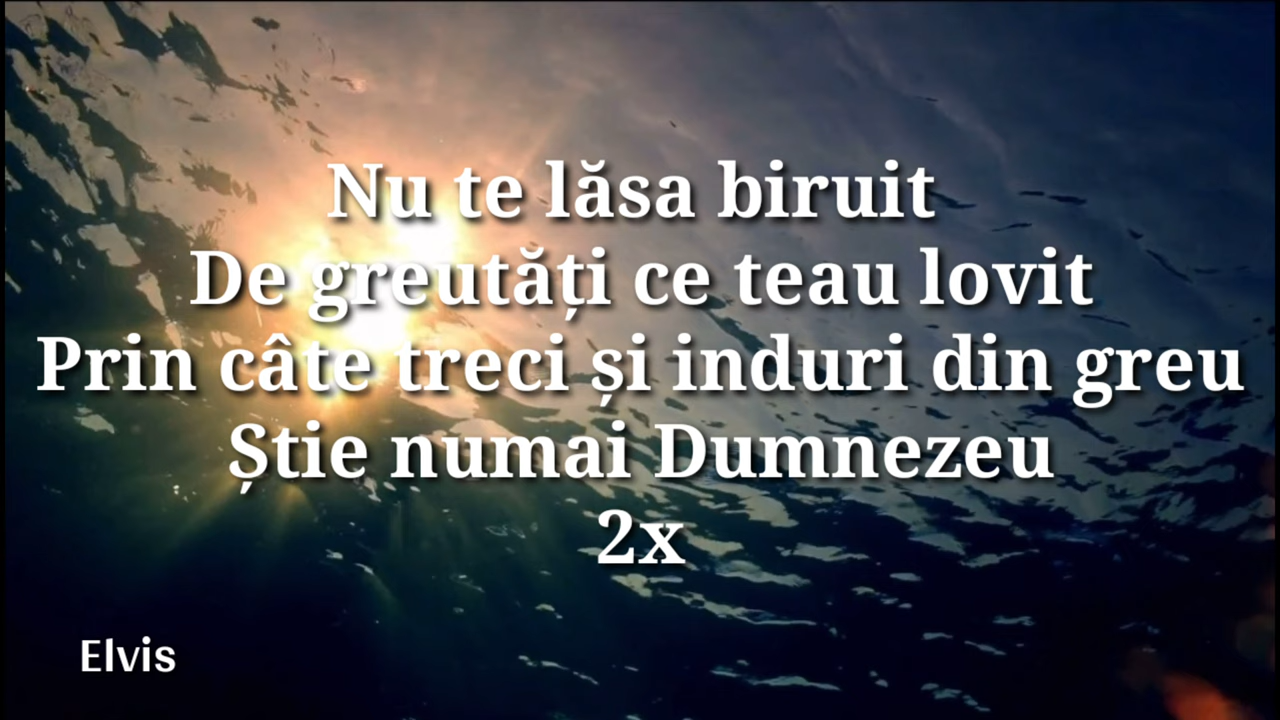 Nu te lăsa biruit
De greutăți ce teau lovit
Prin câte treci și induri din greu
Știe numai Dumnezeu
2x
Elvis